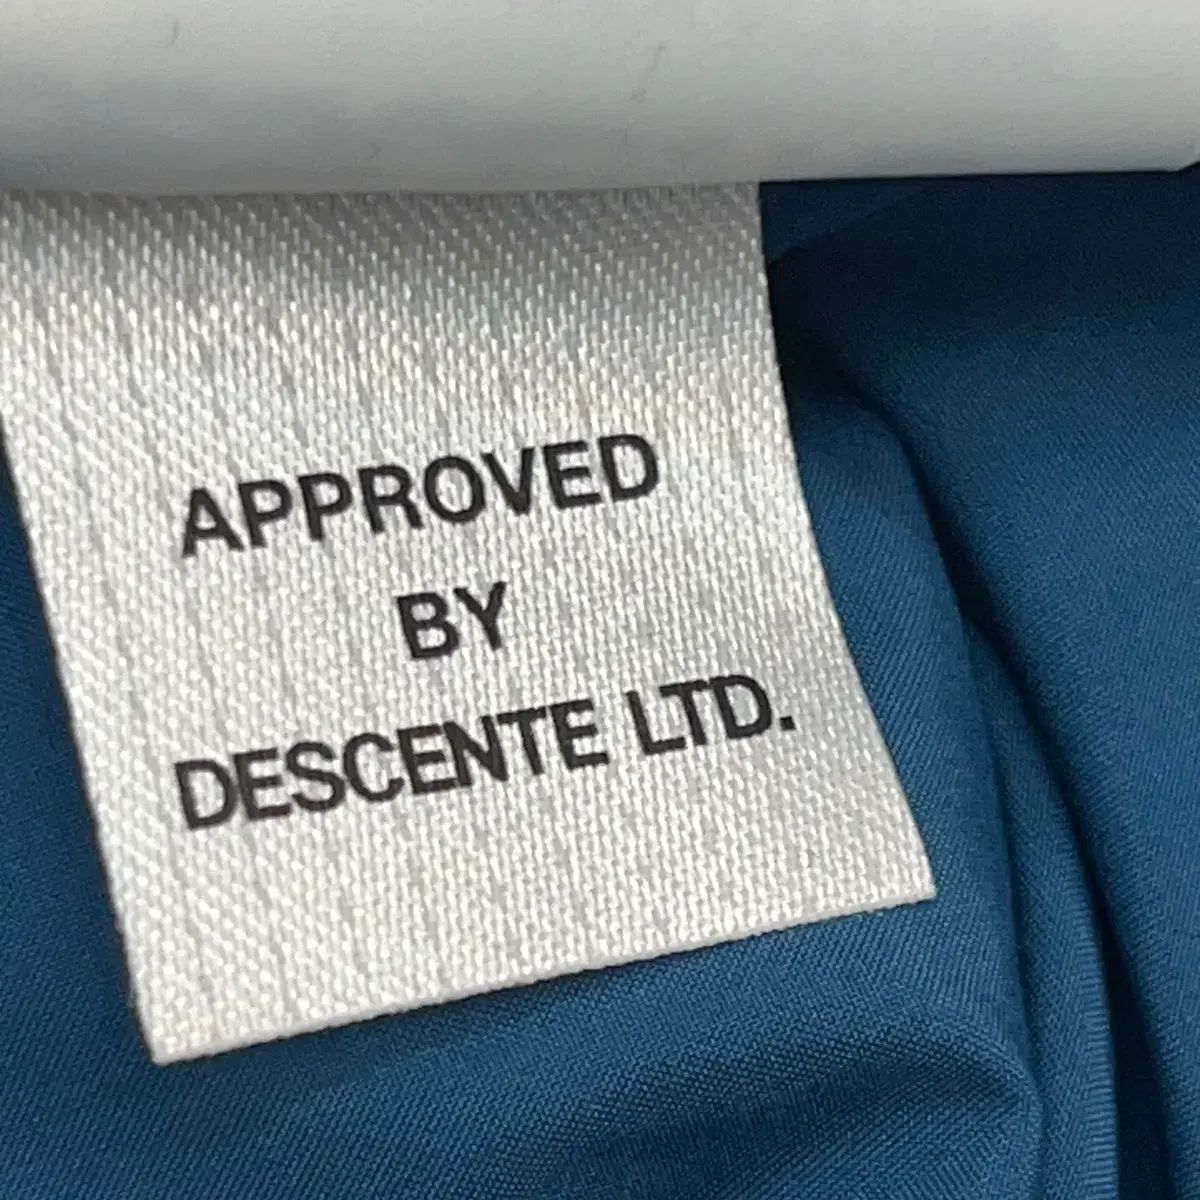 APPROVED
BY
DESCENTE LTD.